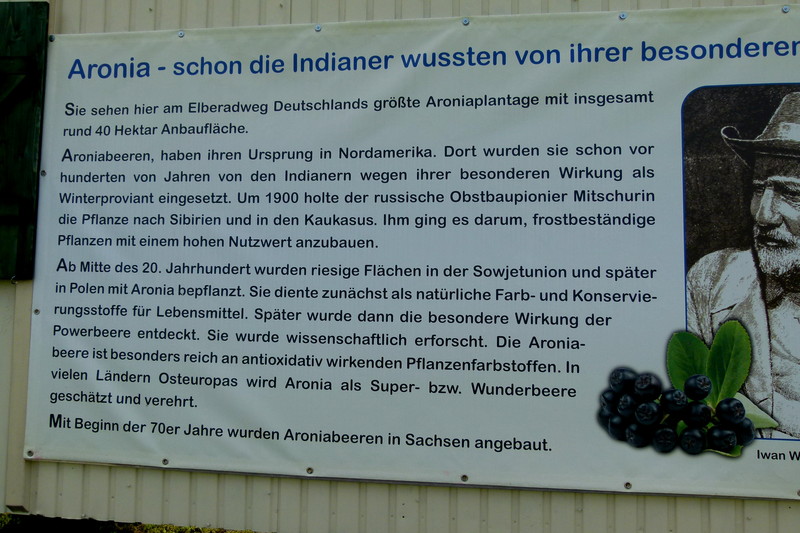 Aronia - schon die Indianer wussten von ihrer besonderen
Sie sehen hier am Elberadweg Deutschlands größte Aroniaplantage mit insgesamt
rund 40 Hektar Anbaufläche.
Aroniabeeren, haben ihren Ursprung in Nordamerika. Dort wurden sie schon vor
hunderten von Jahren von den Indianern wegen ihrer besonderen Wirkung als
Winterproviant eingesetzt. Um 1900 holte der russische Obstbaupionier Mitschurin
die Pflanze nach Sibirien und in den Kaukasus. Ihm ging es darum, frostbeständige
Pflanzen mit einem hohen Nutzwert anzubauen.
Ab Mitte des 20. Jahrhundert wurden riesige Flächen in der Sowjetunion und später
in Polen mit Aronia bepflanzt. Sie diente zunächst als natürliche Farb- und Konservie-
rungsstoffe für Lebensmittel. Später wurde dann die besondere Wirkung der
Powerbeere entdeckt. Sie wurde wissenschaftlich erforscht. Die Aronia-
beere ist besonders reich an antioxidativ wirkenden Pflanzenfarbstoffen. In
vielen Ländern Osteuropas wird Aronia als Super- bzw. Wunderbeere
geschätzt und verehrt.
Mit Beginn der 70er Jahre wurden Aroniabeeren in Sachsen angebaut.
Iwan W